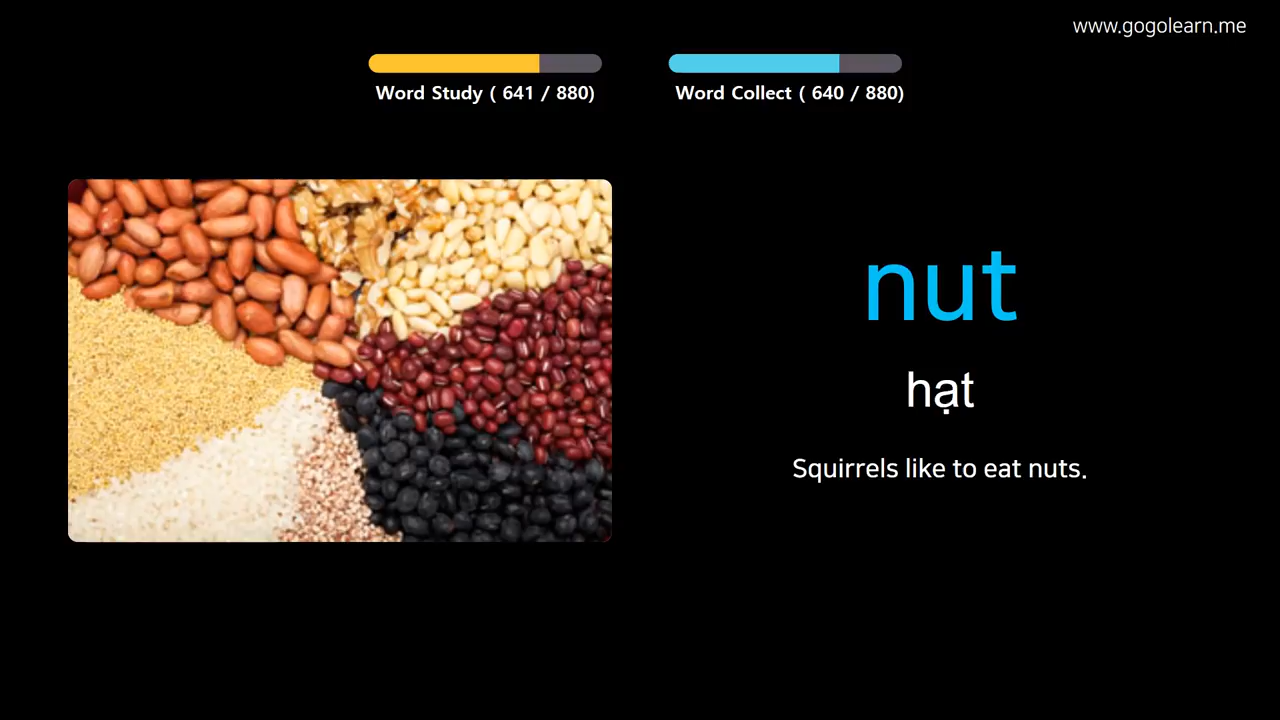 www.gogolearn.me
Word Study ( 641 / 880)
Word Collect ( 640 / 880)
nut
hạt
Squirrels like to eat nuts.